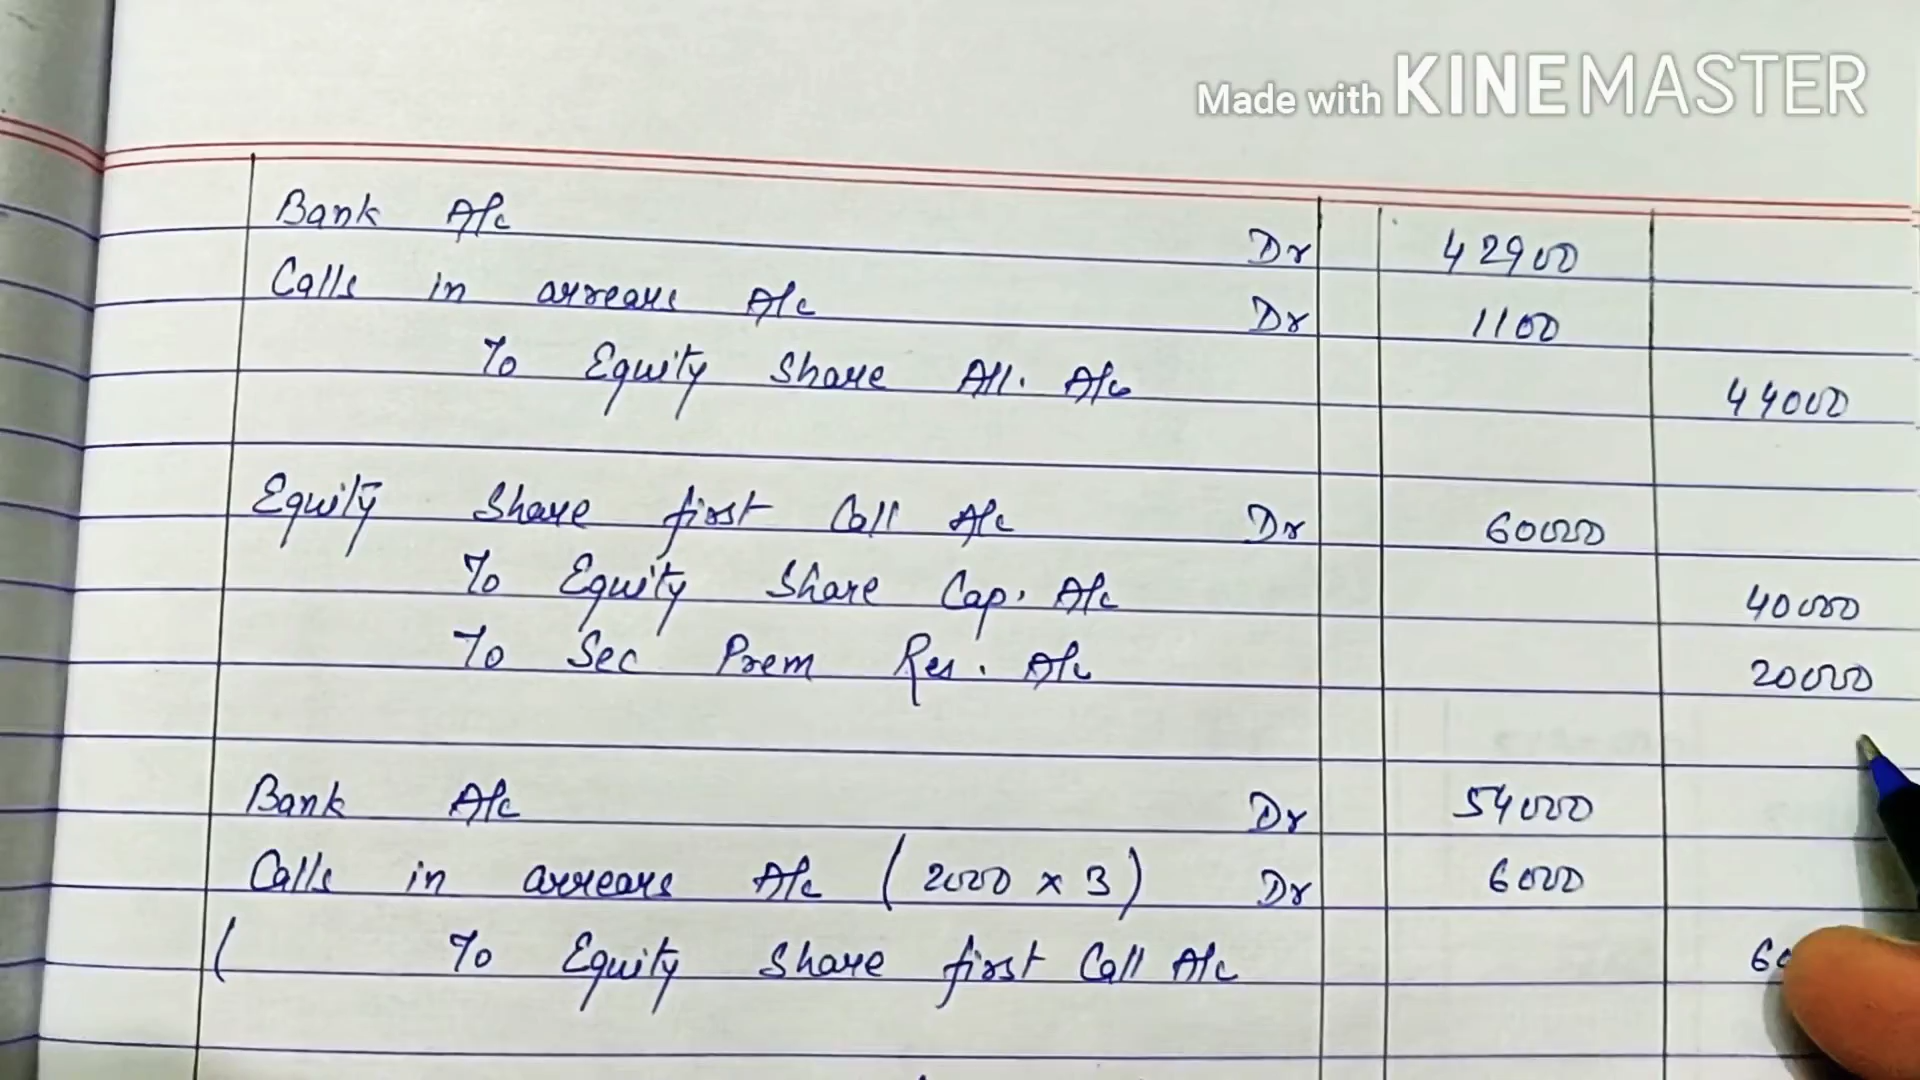 Made with KINEMASTER
Bank A/c Dr 42900
Calls in arrears A/c Dr 1100
To Equity Share All. A/c 44000
Equity Share first Call A/c Dr 60000
To Equity Share Cap. A/c 40000
To Sec Prem Res. A/c 20000
Bank A/c Dr 54000
Calls in arrears A/c (2000 x 3) Dr 6000
( To Equity Share first Call A/c